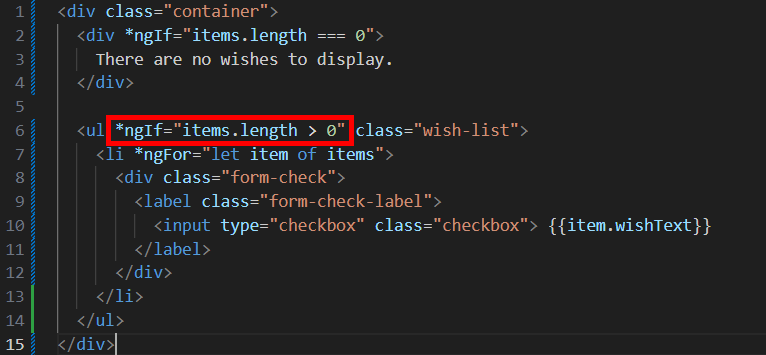 1 <div class="container">
2 <div *ngIf="items.length === 0">
3 There are no wishes to display.
4 </div>
5
6 <ul *ngIf="items.length > 0" class="wish-list">
7 <li *ngFor="let item of items">
8 <div class="form-check">
9 <label class="form-check-label">
10 <input type="checkbox" class="checkbox"> {{item.wishText}}
11 </label>
12 </div>
13 </li>
14 </ul>
15 </div>